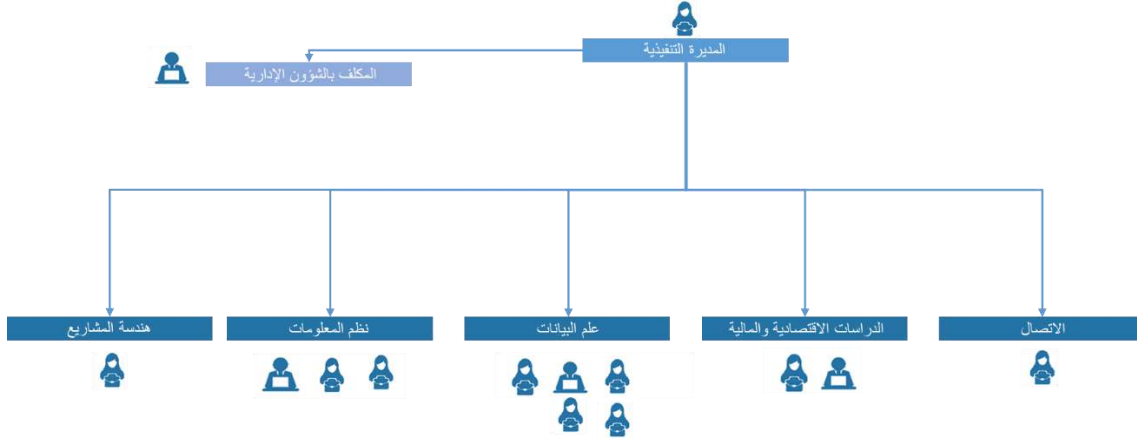 المديرة التنفيذية
المكلف بالشؤون الإدارية
الاتصال
الدراسات الاقتصادية والمالية
علم البيانات
نظم المعلومات
هندسة المشاريع